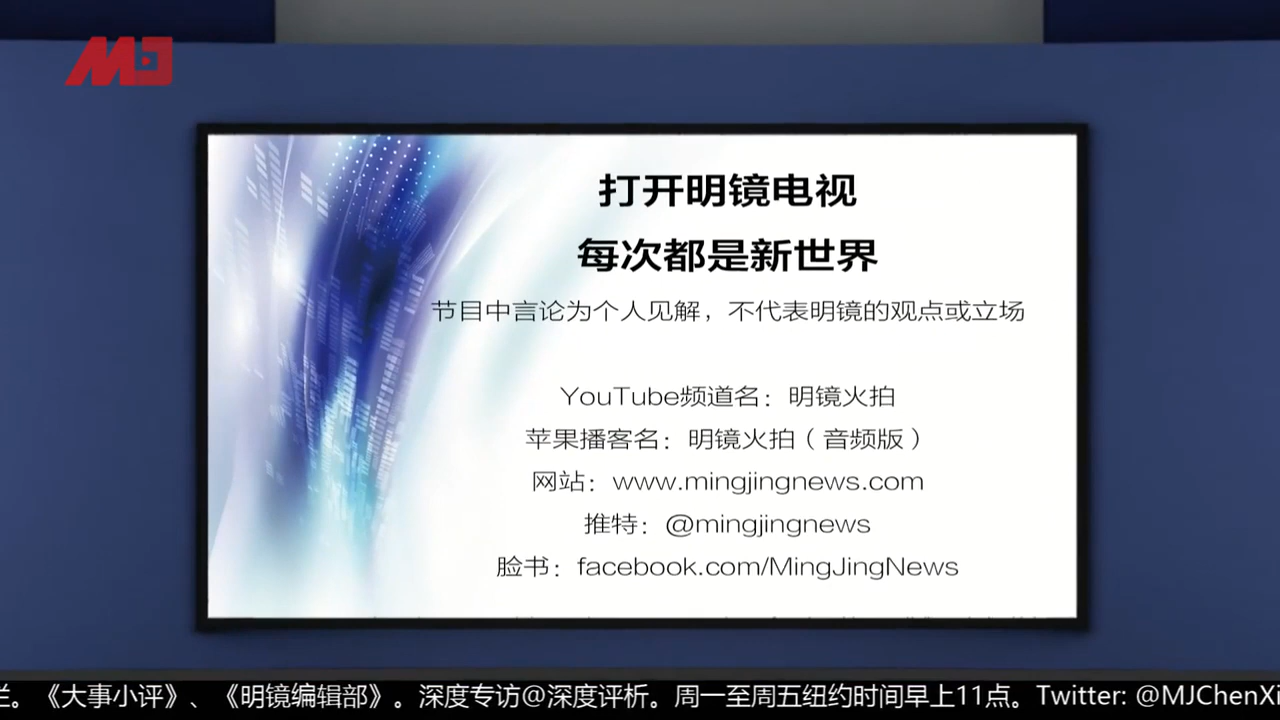 MJ
打开明镜电视
每次都是新世界
节目中言论为个人见解，不代表明镜的观点或立场
YouTube频道名：明镜火拍
苹果播客名：明镜火拍（音频版）
网站：www.mingjingnews.com
推特：@mingjingnews
脸书：facebook.com/MingJingNews
。《大事小评》、《明镜编辑部》。深度专访@深度评析。周一至周五纽约时间早上11点。Twitter: @MJChenXi